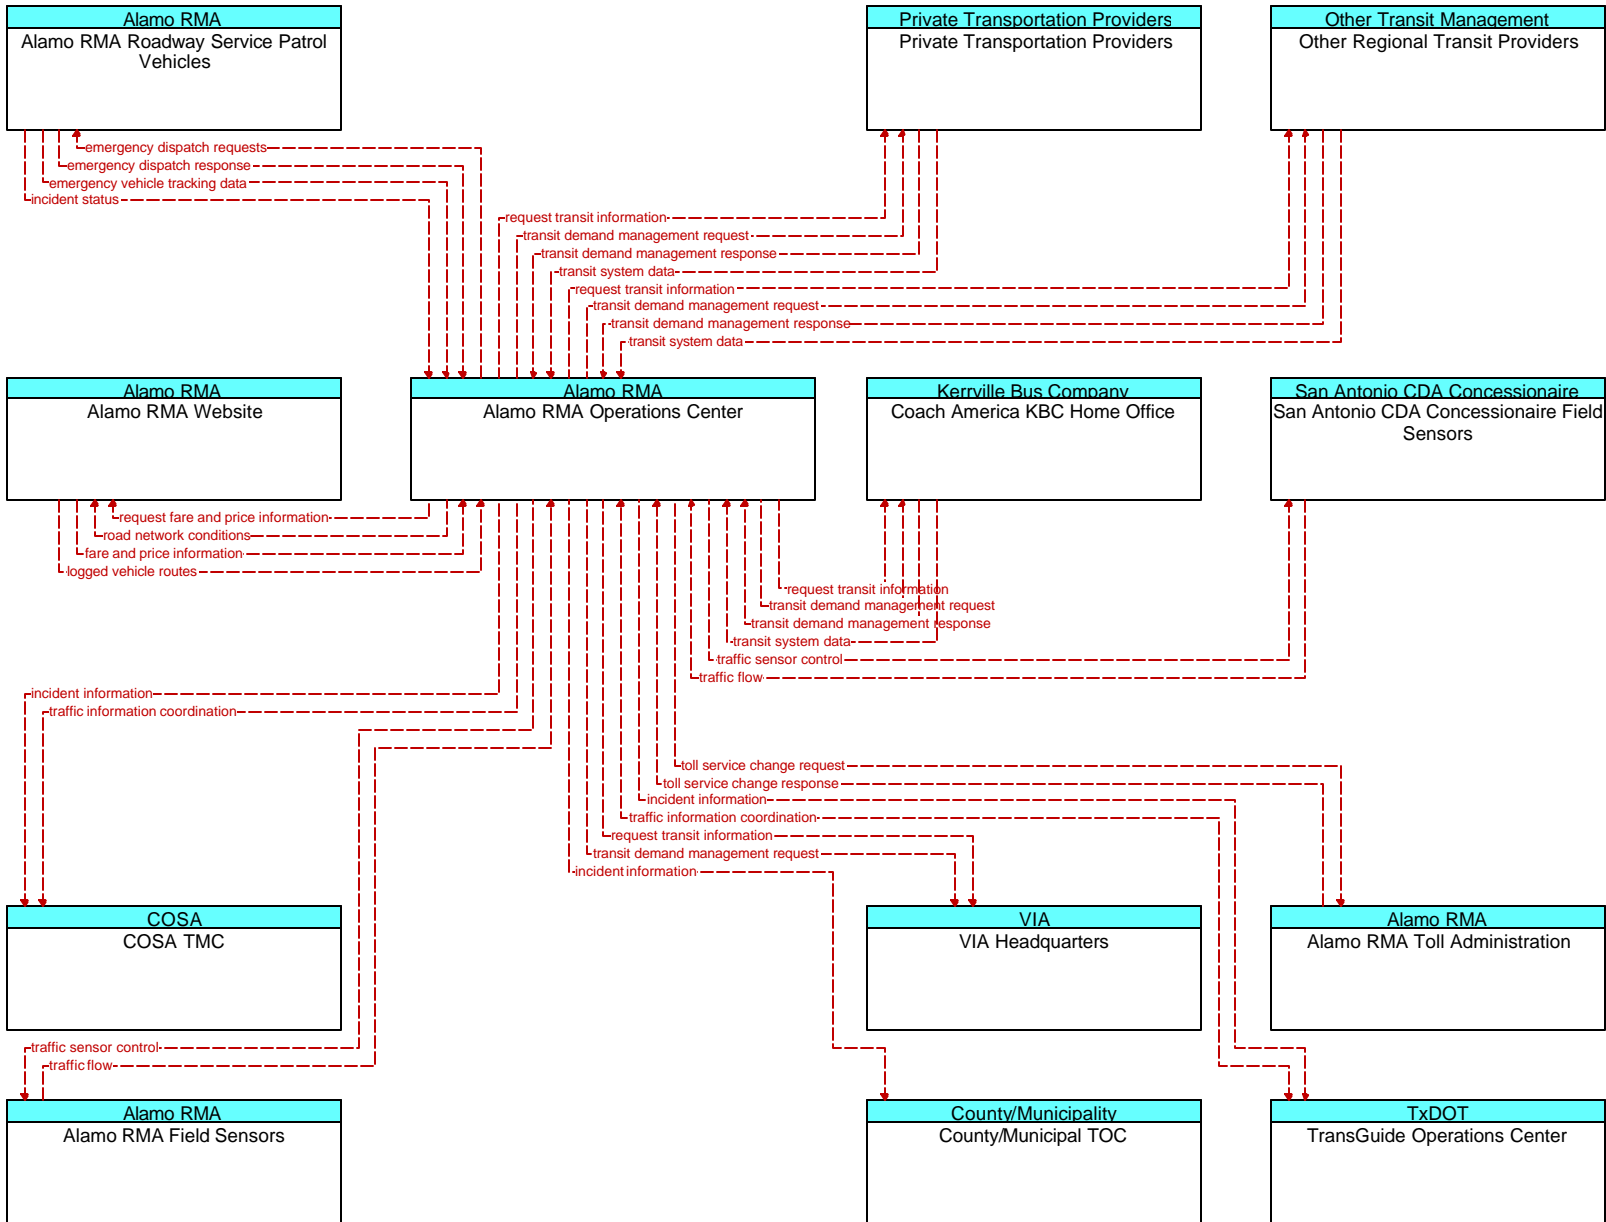 Alamo RMA
Alamo RMA Roadway Service Patrol
Vehicles
Private Transportation Providers
Private Transportation Providers
Other Transit Management
Other Regional Transit Providers
emergency dispatch requests
emergency dispatch response
emergency vehicle tracking data
incident status
request transit information
transit demand management request
transit demand management response
transit system data
request transit information
transit demand management request
transit demand management response
transit system data
Alamo RMA
Alamo RMA Website
Alamo RMA
Alamo RMA Operations Center
Kerrville Bus Company
Coach America KBC Home Office
San Antonio CDA Concessionaire
San Antonio CDA Concessionaire Field
Sensors
request fare and price information
road network conditions
fare and price information
logged vehicle routes
request transit information
transit demand management request
transit demand management response
transit system data
traffic sensor control
traffic flow
incident information
traffic information coordination
toll service change request
toll service change response
incident information
traffic information coordination
request transit information
transit demand management request
incident information
COSA
COSA TMC
VIA
VIA Headquarters
Alamo RMA
Alamo RMA Toll Administration
traffic sensor control
traffic flow
Alamo RMA
Alamo RMA Field Sensors
County/Municipality
County/Municipal TOC
TxDOT
TransGuide Operations Center